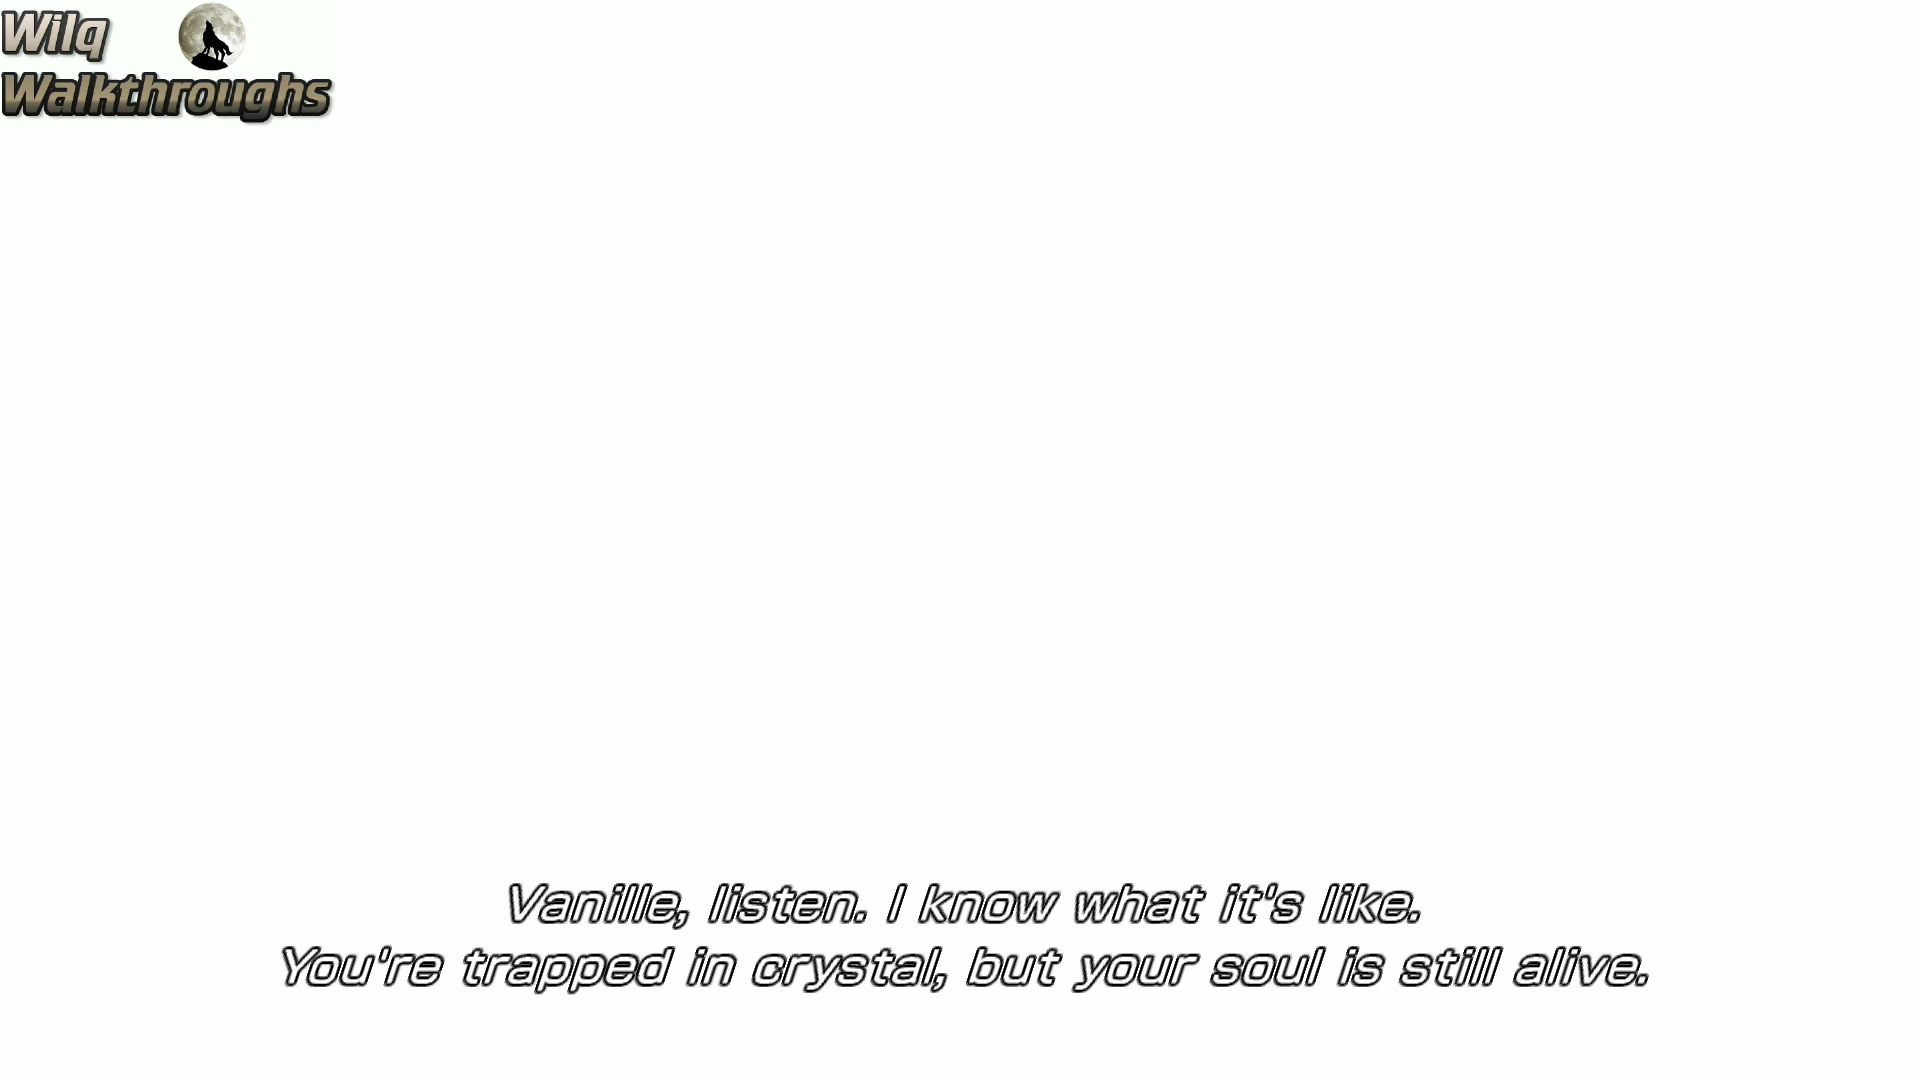 Wilq
Walkthroughs
Vanille, listen. I know what it's like.
You're trapped in crystal, but your soul is still alive.